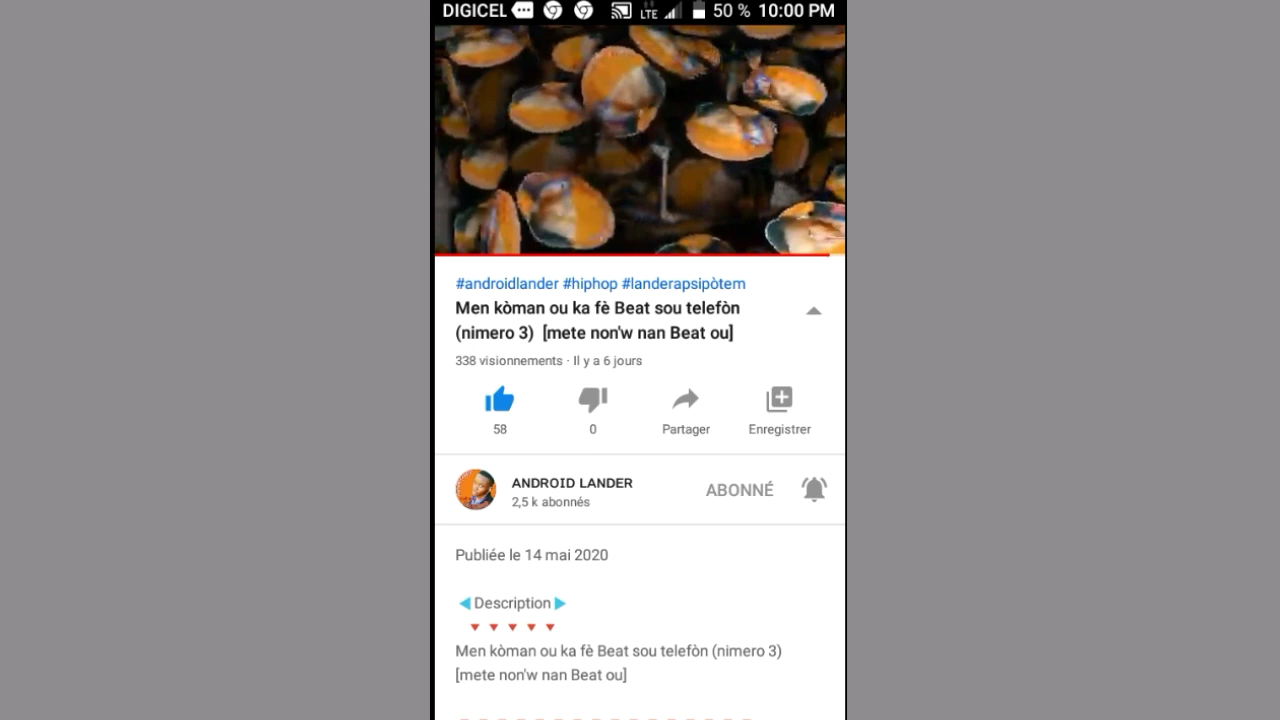 DIGICEL LTE 50 % 10:00 PM
#androidlander #hiphop #landerapsipòtem
Men kòman ou ka fè Beat sou telefòn
(nimero 3) [mete non'w nan Beat ou]
338 visionnements · Il y a 6 jours
58 0 Partager Enregistrer
ANDROID LANDER
2,5 k abonnés
ABONNÉ
Publiée le 14 mai 2020
Description
Men kòman ou ka fè Beat sou telefòn (nimero 3)
[mete non'w nan Beat ou]